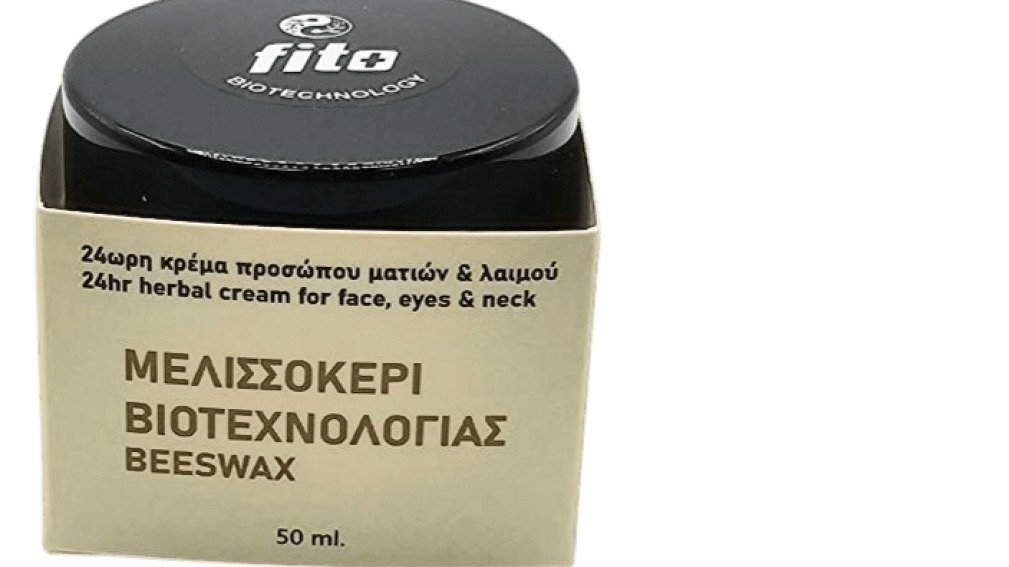 fito
BIOTECHNOLOGY
24ωρη κρέμα προσώπου ματιών & λαιμού
24hr herbal cream for face, eyes & neck
ΜΕΛΙΣΣΟΚΕΡΙ
ΒΙΟΤΕΧΝΟΛΟΓΙΑΣ
BEESWAX
50 ml.